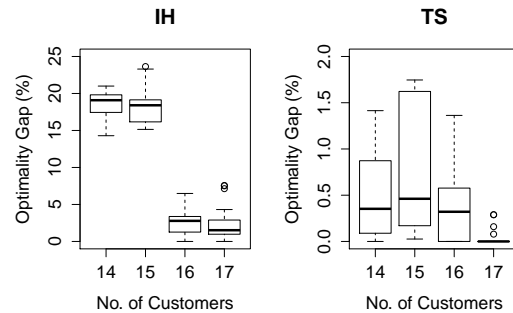 IH
Optimality Gap (%)
25
20
15
10
5
0
14 15 16 17
No. of Customers
TS
Optimality Gap (%)
2.0
1.5
1.0
0.5
0.0
14 15 16 17
No. of Customers